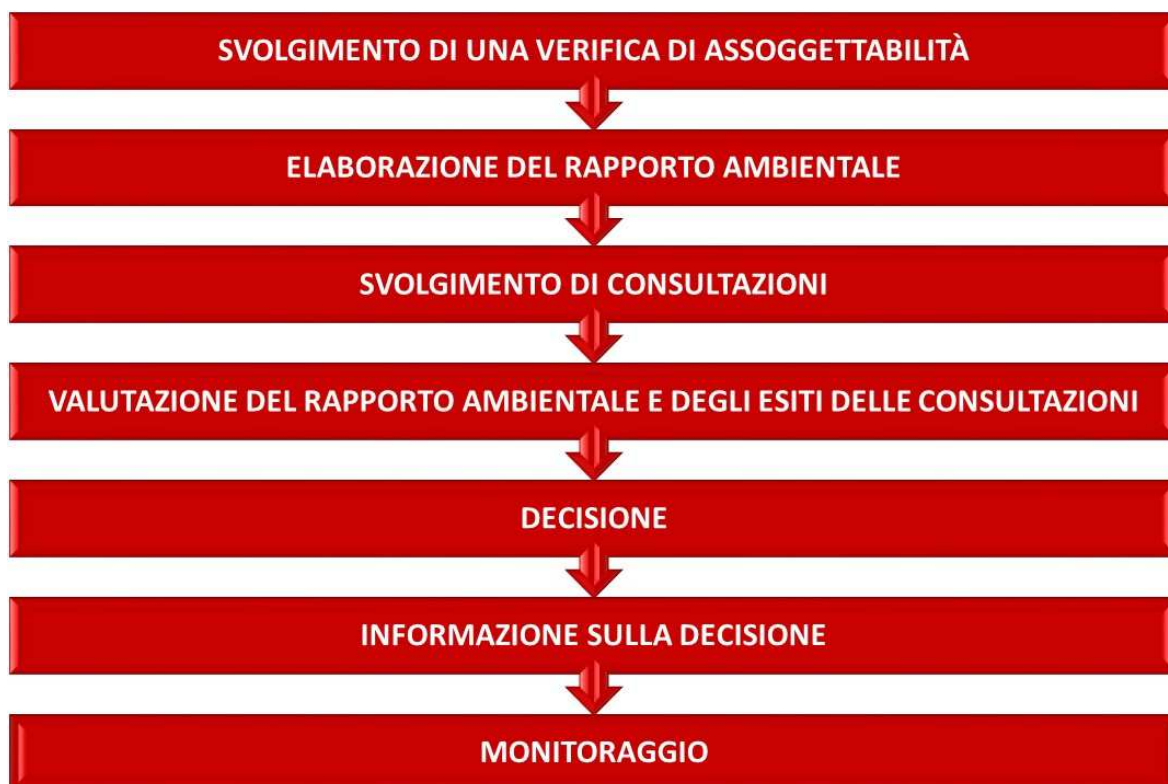 SVOLGIMENTO DI UNA VERIFICA DI ASSOGGETTABILITÀ
ELABORAZIONE DEL RAPPORTO AMBIENTALE
SVOLGIMENTO DI CONSULTAZIONI
VALUTAZIONE DEL RAPPORTO AMBIENTALE E DEGLI ESITI DELLE CONSULTAZIONI
DECISIONE
INFORMAZIONE SULLA DECISIONE
MONITORAGGIO